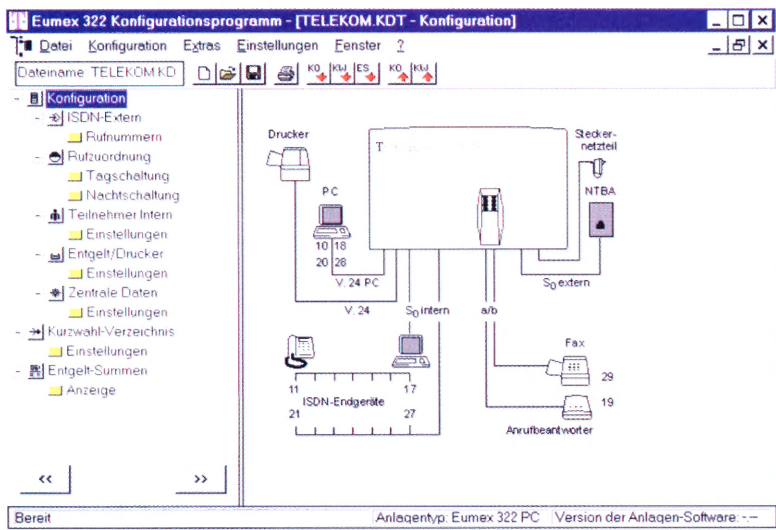 Eumex 322 Konfigurationsprogramm - [TELEKOM.KDT - Konfiguration]
Datei Konfiguration Extras Einstellungen Fenster ?
Dateiname TELEKOM.KD
KO KW ES KO KW
Konfiguration
ISDN-Extern
Rufnummern
Rufzuordnung
Tagschaltung
Nachtschaltung
Teilnehmer Intern
Einstellungen
Entgelt/Drucker
Einstellungen
Zentrale Daten
Einstellungen
Kurzwahl-Verzeichnis
Einstellungen
Entgelt-Summen
Anzeige
<< >>
Drucker
T
Stecker-
netzteil
PC
NTBA
10 18
20 28
V. 24 PC
S0 extern
V. 24
S0 intern
a/b
Fax
29
11 17
ISDN-Endgeräte
21 27
19
Anrufbeantworter
Bereit
Anlagentyp: Eumex 322 PC
Version der Anlagen-Software: -.--